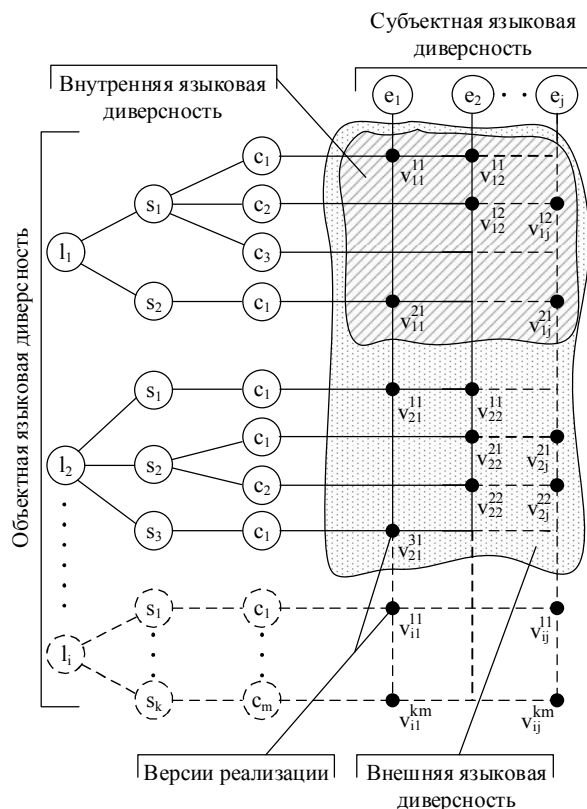 Субъектная языковая
диверсность
Внутренняя языковая
диверсность
e1 e2 · · ej
Объектная языковая диверсность
c1 v11^11 v12^11
s1 c2 v12^12 v1j^12
l1 c3
s2 c1 v11^21 v1j^21
s1 c1 v21^11 v22^11
c1 v22^21 v2j^21
l2 s2 c2 v22^22 v2j^22
s3 c1 v21^31
s1 c1 vi1^11 vij^11
li
sk cm vi1^km vij^km
Версии реализации
Внешняя языковая
диверсность